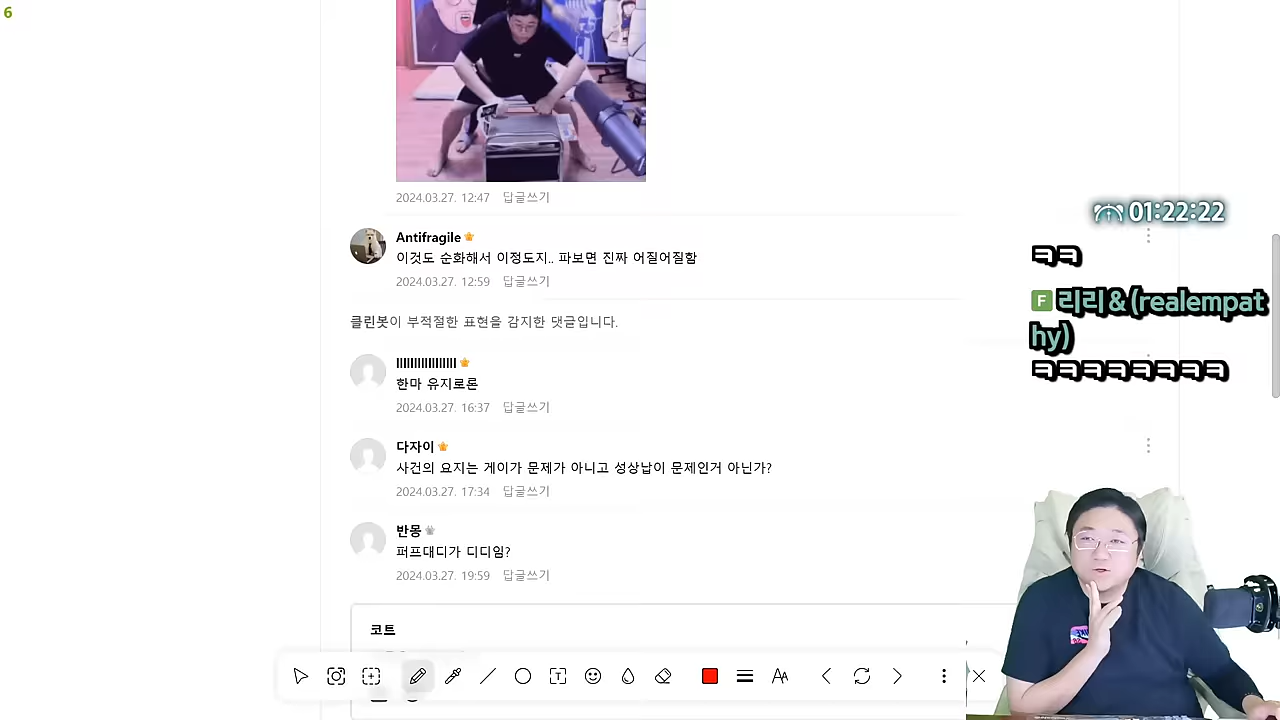 6
2024.03.27. 12:47 답글쓰기
Antifragile
이것도 순화해서 이정도지.. 파보면 진짜 어질어질함
2024.03.27. 12:59 답글쓰기
클린봇이 부적절한 표현을 감지한 댓글입니다.
한마 유지로론
2024.03.27. 16:37 답글쓰기
다자이
사건의 요지는 게이가 문제가 아니고 성상납이 문제인거 아닌가?
2024.03.27. 17:34 답글쓰기
반몽
퍼프대디가 디디임?
2024.03.27. 19:59 답글쓰기
코트
01:22:22
ㅋㅋ
F 리리&(realempat
hy)
ㅋㅋㅋㅋㅋㅋㅋㅋ